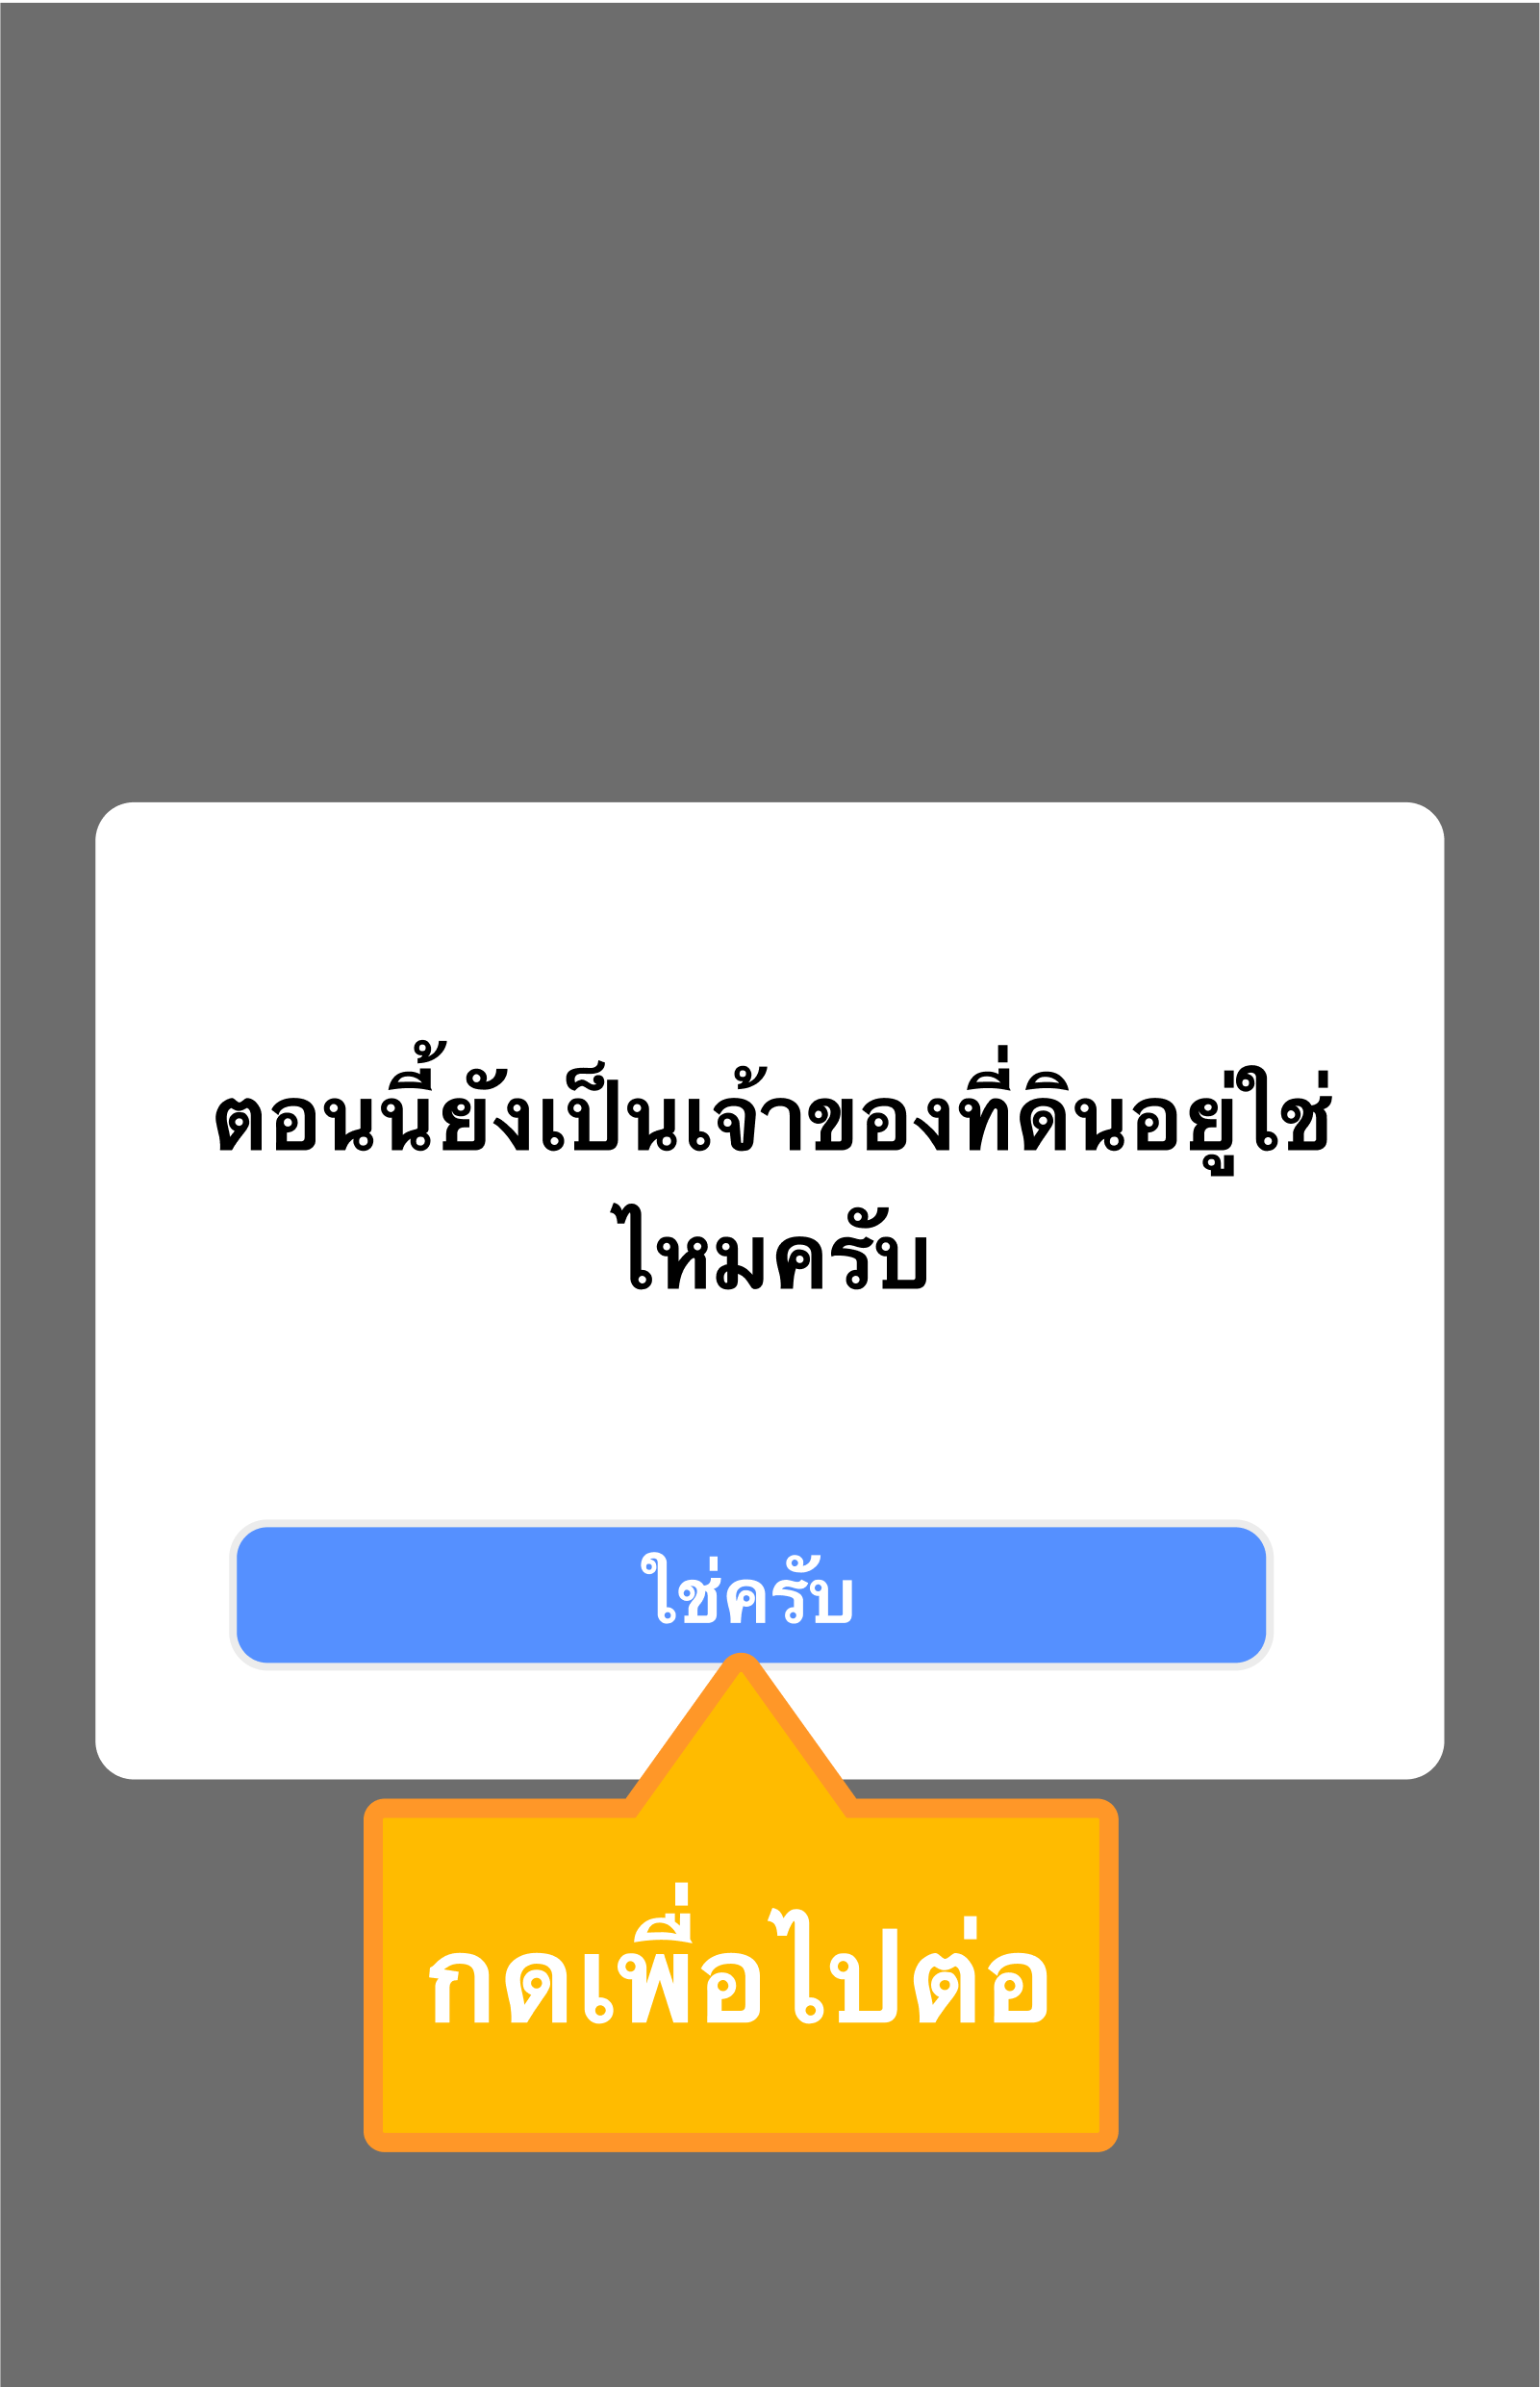 ตอนนี้ยังเป็นเจ้าของที่ดินอยู่ใช่
ไหมครับ
ใช่ครับ
กดเพื่อไปต่อ